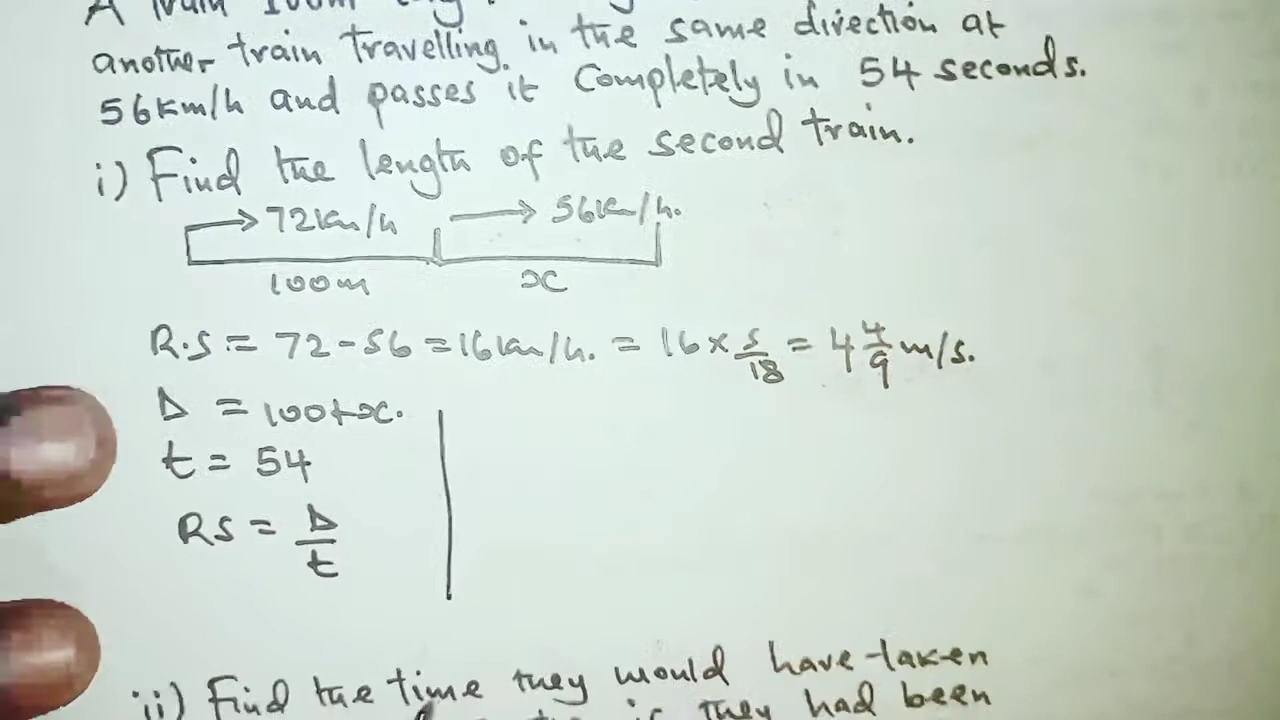 A train 100m
another train travelling in the same direction at
56km/h and passes it completely in 54 seconds.
i) Find the length of the second train.
→72km/h → 56km/h.
100m x
R.S = 72-56 = 16km/h. = 16 × 5/18 = 4 4/9 m/s.
D = 100+x.
t = 54
RS = D/t
ii) Find the time they would have taken
they had been